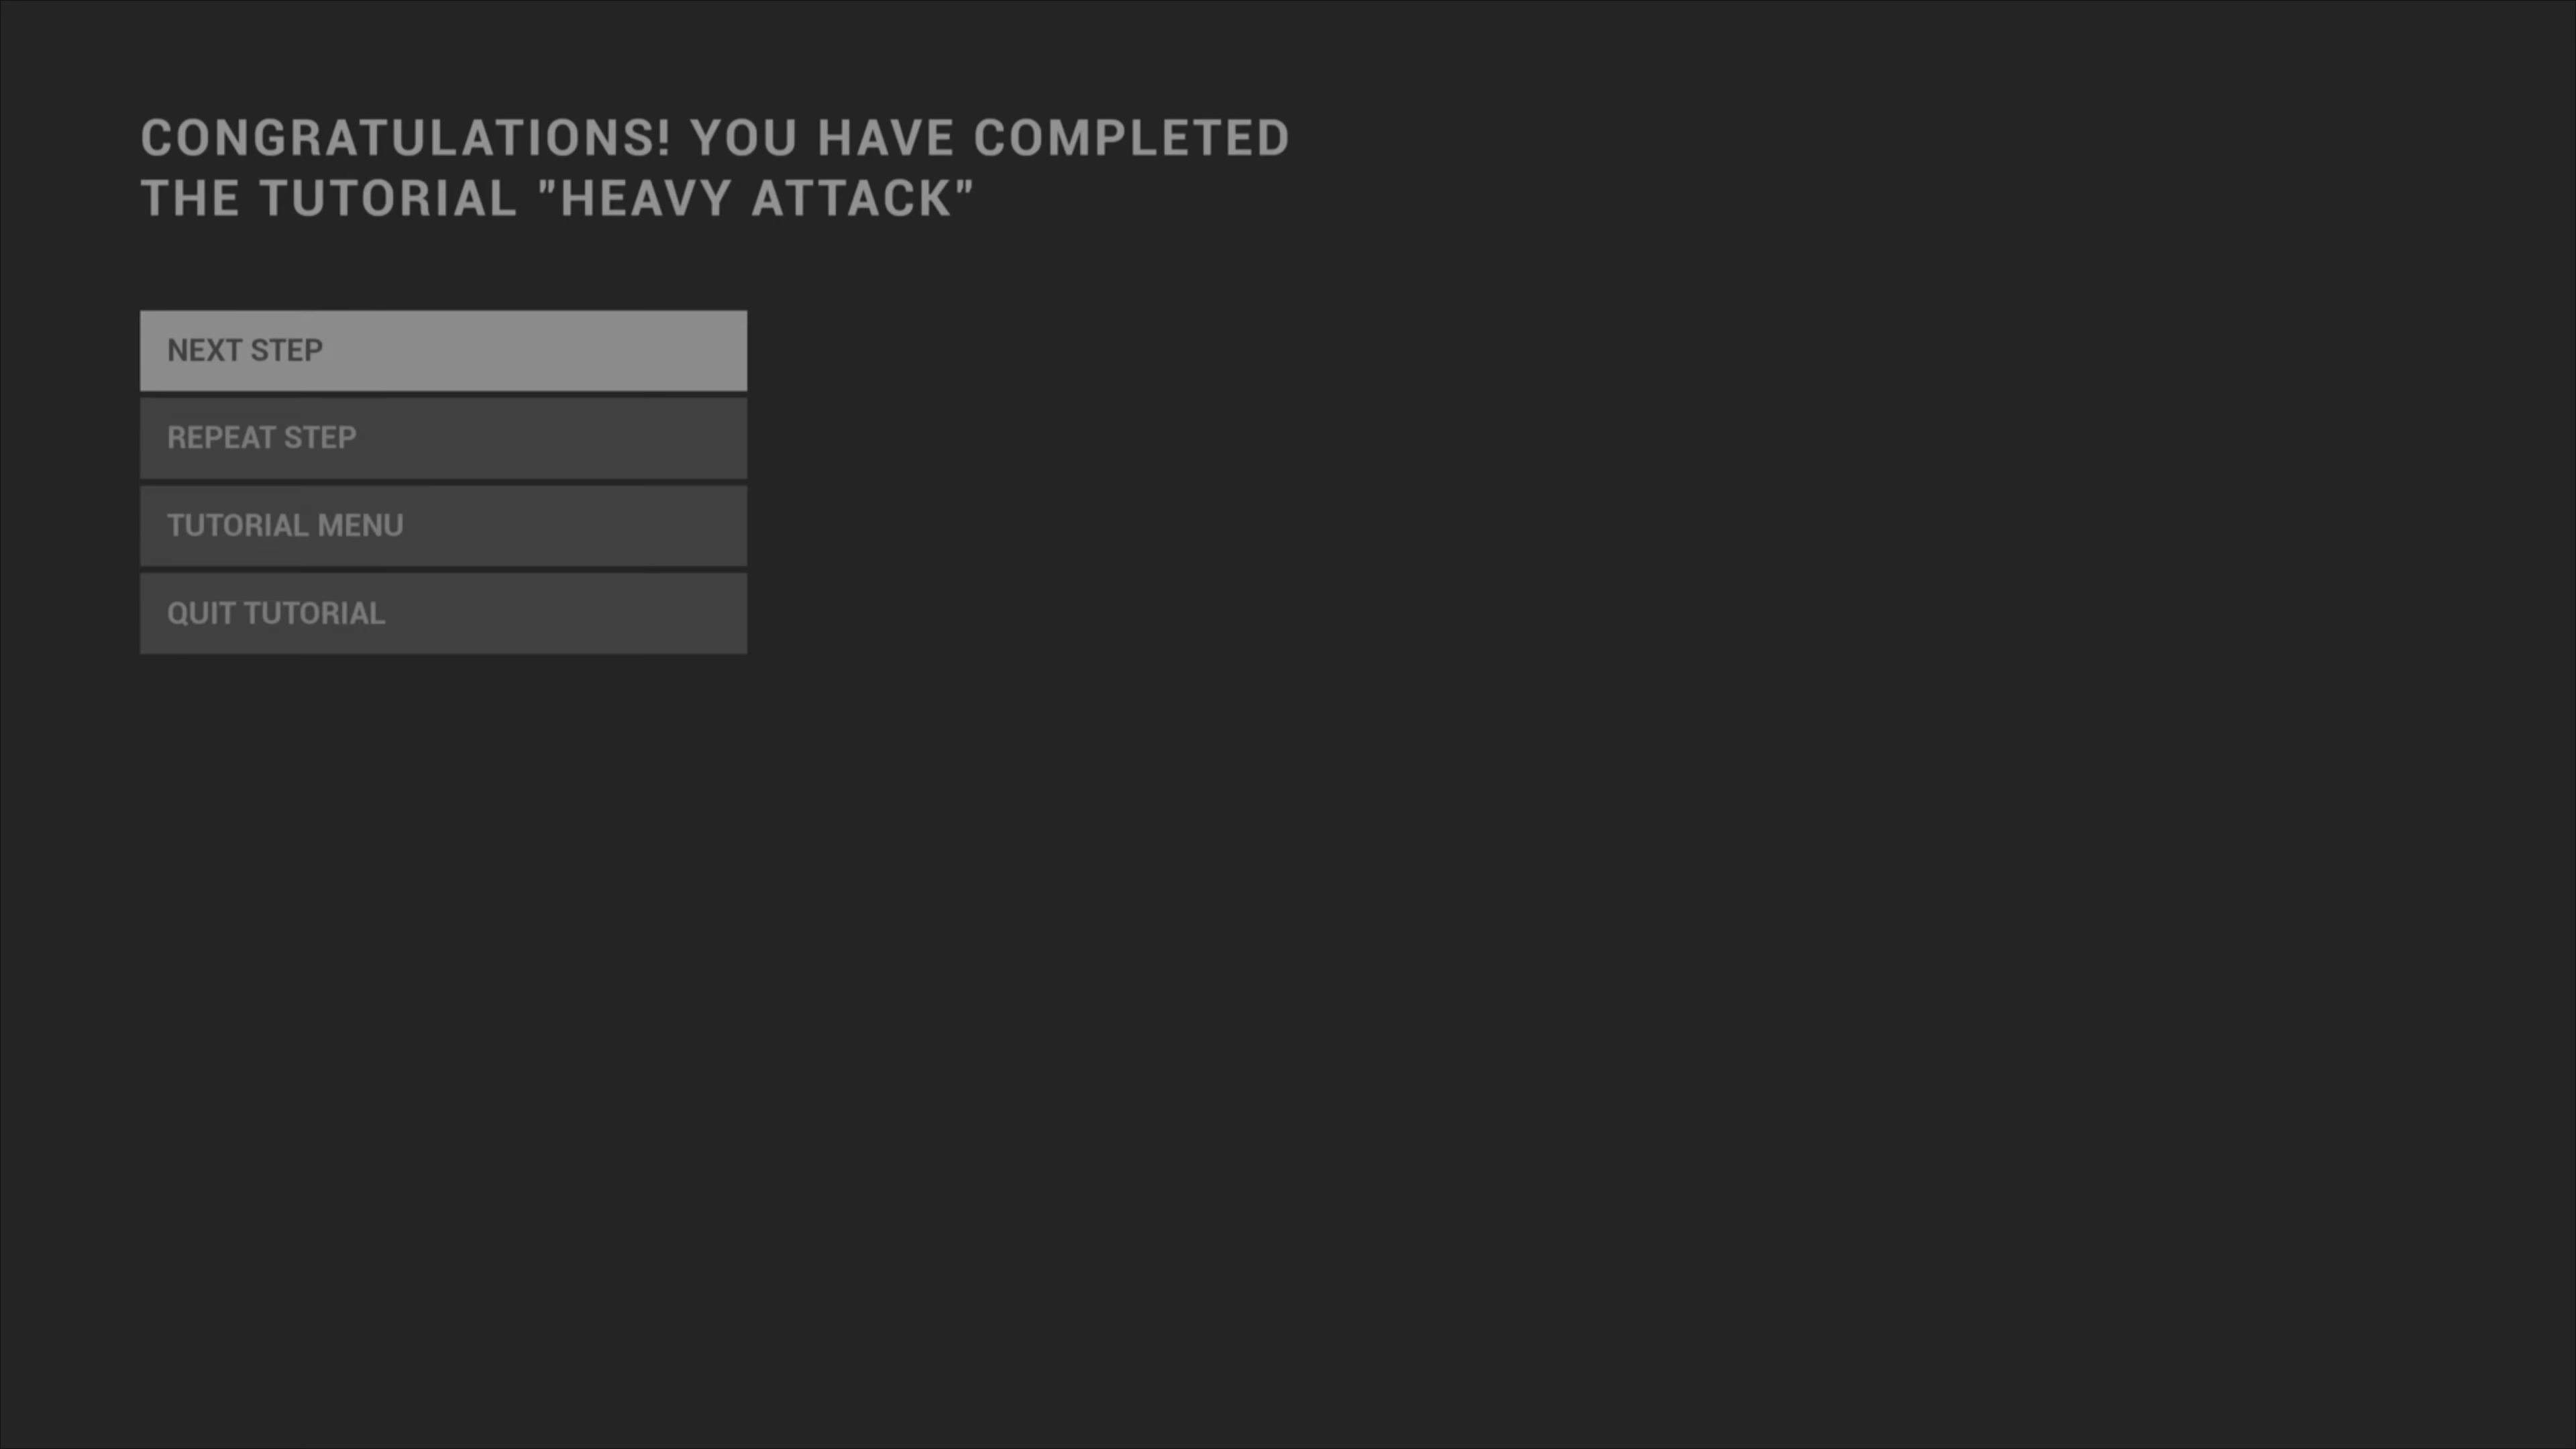 CONGRATULATIONS! YOU HAVE COMPLETED
THE TUTORIAL "HEAVY ATTACK"
NEXT STEP
REPEAT STEP
TUTORIAL MENU
QUIT TUTORIAL